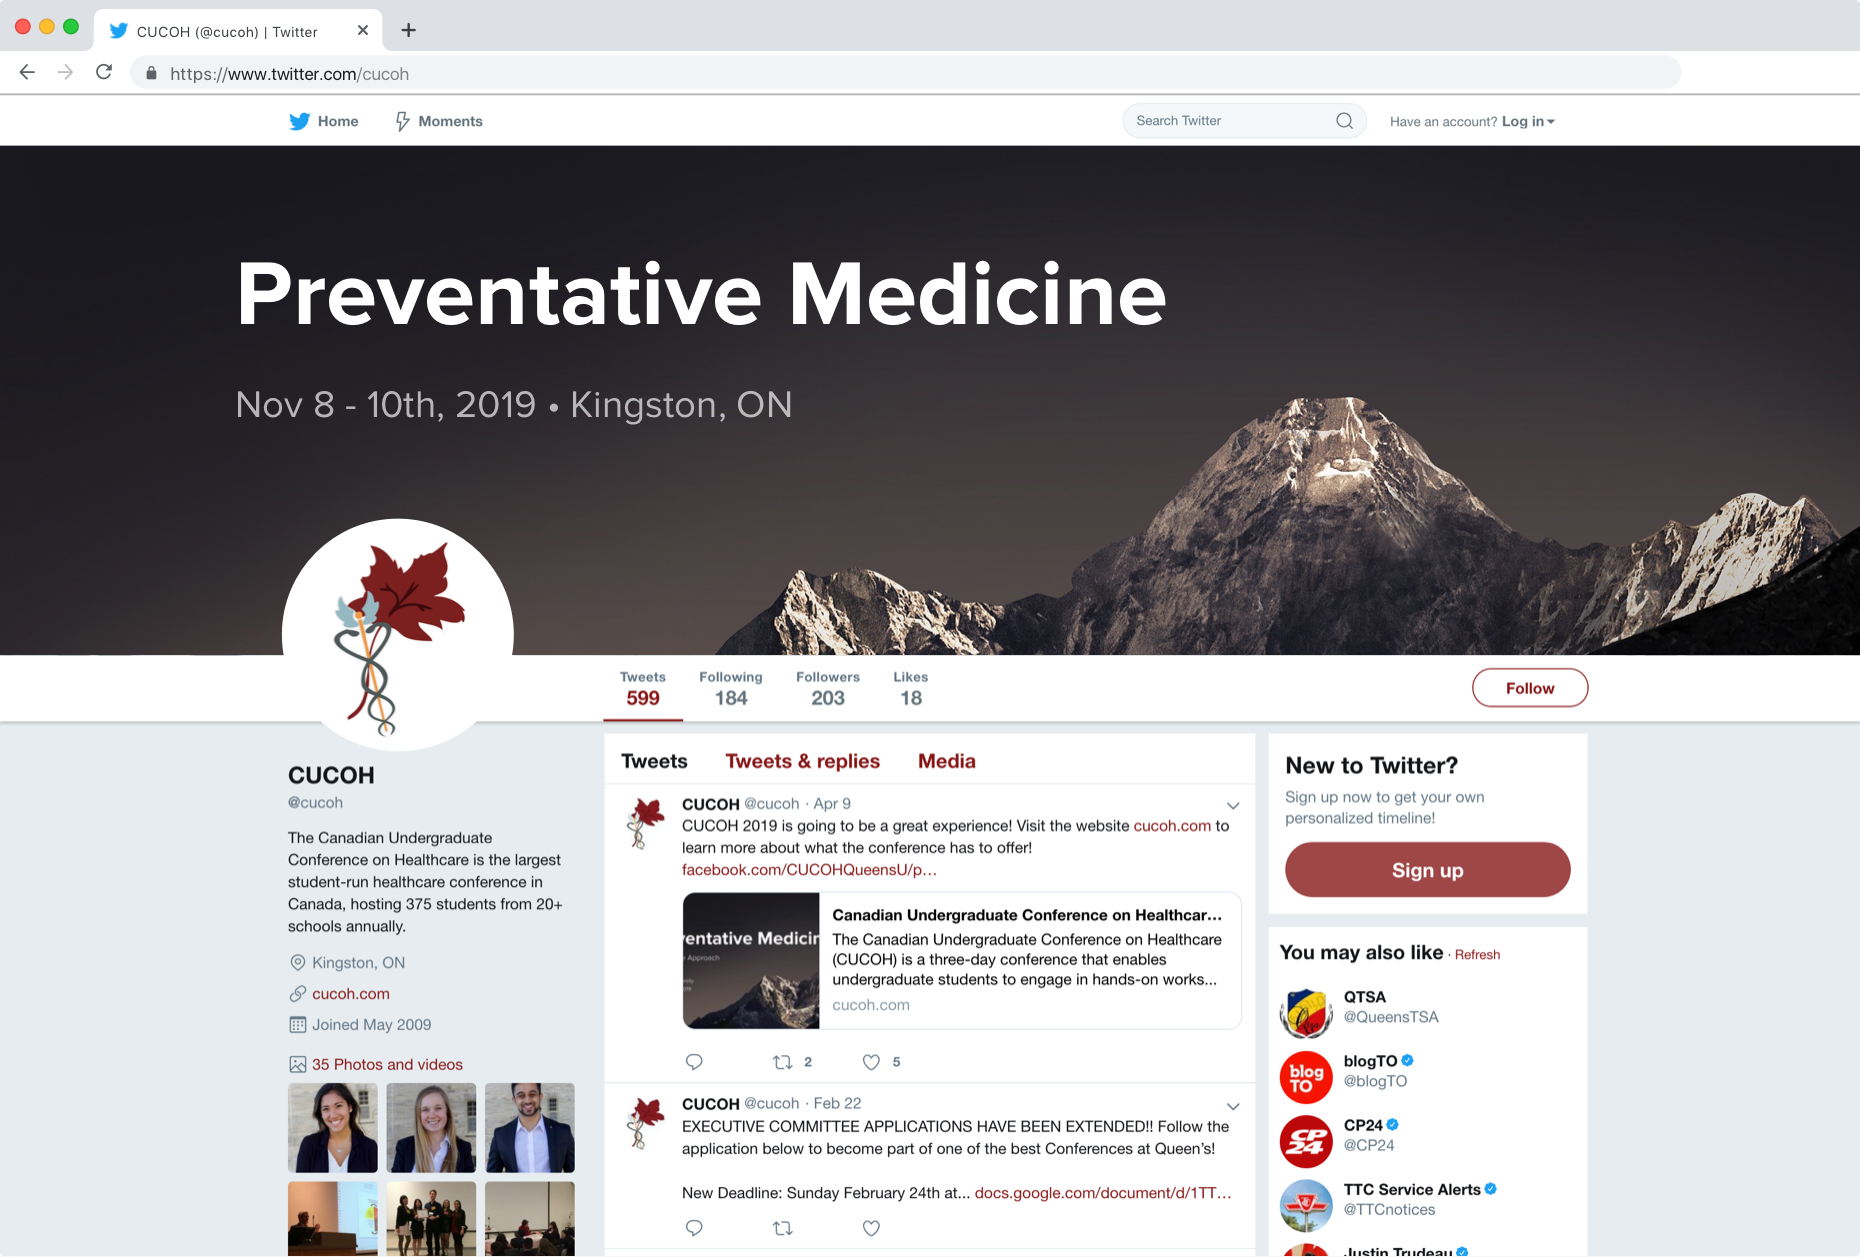 CUCOH (@cucoh) | Twitter
https://www.twitter.com/cucoh
Home
Moments
Search Twitter
Have an account? Log in
Preventative Medicine
Nov 8 - 10th, 2019 • Kingston, ON
Tweets
599
Following
184
Followers
203
Likes
18
Follow
CUCOH
@cucoh
The Canadian Undergraduate
Conference on Healthcare is the largest
student-run healthcare conference in
Canada, hosting 375 students from 20+
schools annually.
Kingston, ON
cucoh.com
Joined May 2009
35 Photos and videos
Tweets
Tweets & replies
Media
CUCOH @cucoh · Apr 9
CUCOH 2019 is going to be a great experience! Visit the website cucoh.com to
learn more about what the conference has to offer!
facebook.com/CUCOHQueensU/p…
entative Medicin
Approach
Canadian Undergraduate Conference on Healthcar…
The Canadian Undergraduate Conference on Healthcare
(CUCOH) is a three-day conference that enables
undergraduate students to engage in hands-on works...
cucoh.com
2
5
CUCOH @cucoh · Feb 22
EXECUTIVE COMMITTEE APPLICATIONS HAVE BEEN EXTENDED!! Follow the
application below to become part of one of the best Conferences at Queen's!
New Deadline: Sunday February 24th at... docs.google.com/document/d/1TT…
New to Twitter?
Sign up now to get your own
personalized timeline!
Sign up
You may also like · Refresh
QTSA
@QueensTSA
blog
TO
blogTO
@blogTO
CP
24
CP24
@CP24
TTC Service Alerts
@TTCnotices
Justin Trudeau